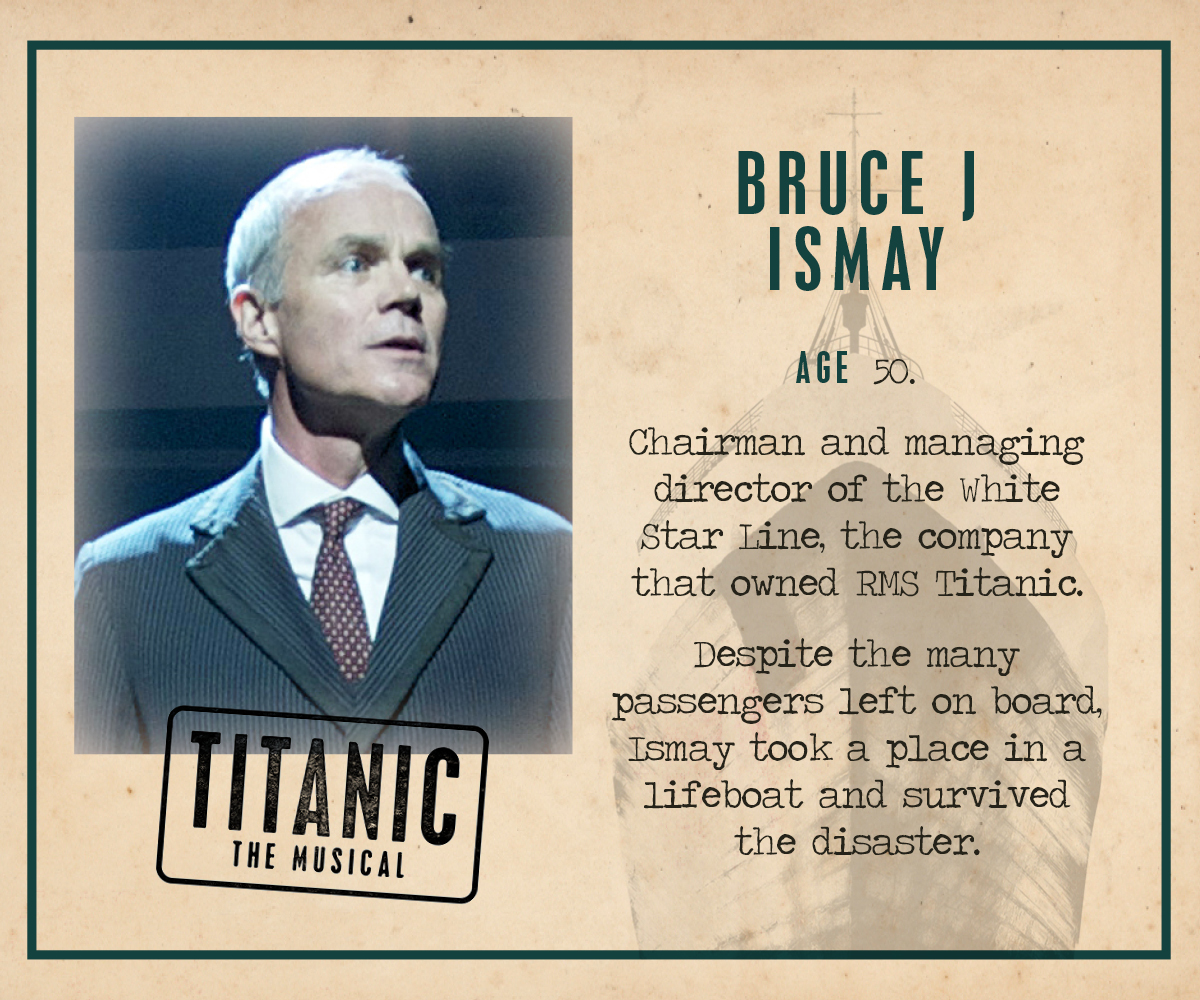 BRUCE J
ISMAY
AGE 50.
Chairman and managing
director of the White
Star Line, the company
that owned RMS Titanic.
Despite the many
passengers left on board,
Ismay took a place in a
lifeboat and survived
the disaster.
TITANIC
THE MUSICAL